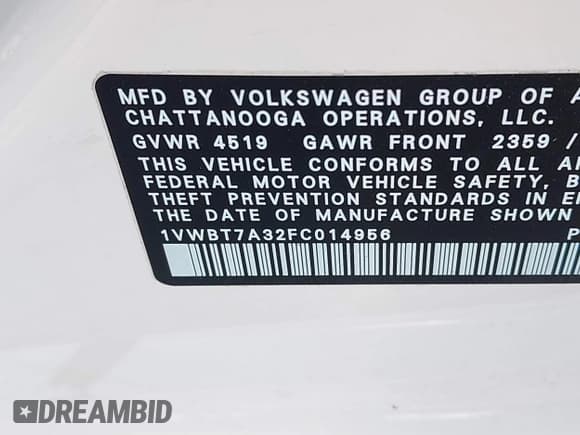 MFD BY VOLKSWAGEN GROUP OF
CHATTANOOGA OPERATIONS, LLC.
GVWR 4519 GAWR FRONT 2359
THIS VEHICLE CONFORMS TO ALL
FEDERAL MOTOR VEHICLE SAFETY, B
THEFT PREVENTION STANDARDS IN
THE DATE OF MANUFACTURE SHOWN
1VWBT7A32FC014956 P
DREAMBID